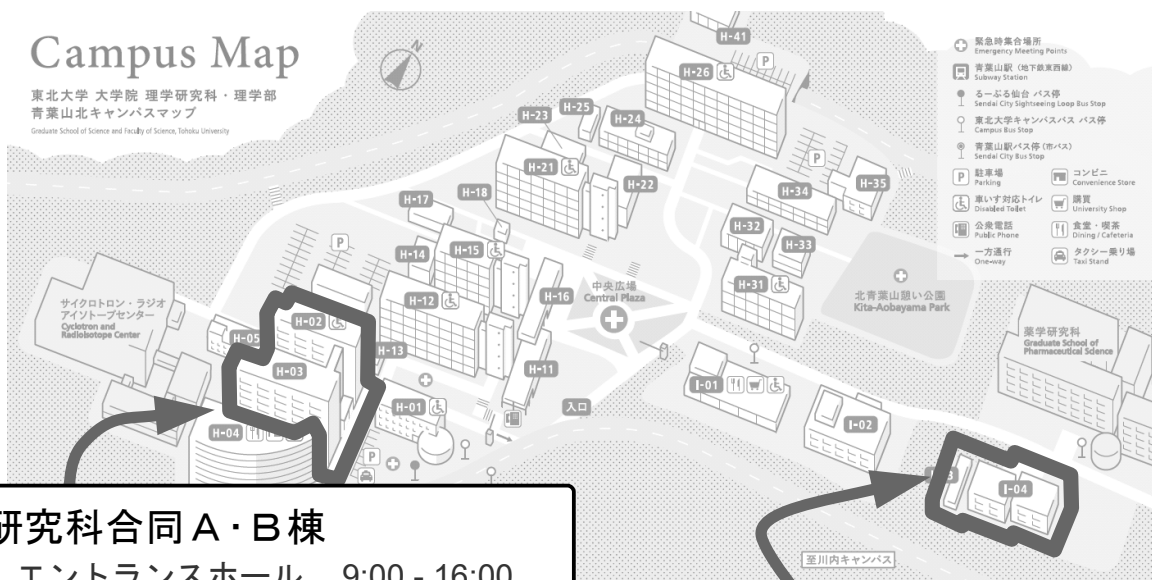 Campus Map
東北大学 大学院 理学研究科・理学部
青葉山北キャンパスマップ
Graduate School of Science and Faculty of Science, Tohoku University
N
緊急時集合場所
Emergency Meeting Points
青葉山駅（地下鉄東西線）
Subway Station
るーぷる仙台 バス停
Sendai City Sightseeing Loop Bus Stop
東北大学キャンパスバス バス停
Campus Bus Stop
青葉山駅バス停（市バス）
Sendai City Bus Stop
P 駐車場
Parking
コンビニ
Convenience Store
車いす対応トイレ
Disabled Toilet
購買
University Shop
公衆電話
Public Phone
食堂・喫茶
Dining / Cafeteria
一方通行
One-way
タクシー乗り場
Taxi Stand
H-41
P
H-26
H-25
H-23
H-24
P
H-21
H-22
H-34
H-35
H-18
H-17
H-32
H-33
P
H-15
H-14
H-31
H-16
H-12
中央広場
Central Plaza
北青葉山憩い公園
Kita-Aobayama Park
サイクロトロン・ラジオ
アイソトープセンター
Cyclotron and
Radioisotope Center
H-05
H-02
H-13
H-03
H-11
H-01
入口
薬学研究科
Graduate School of
Pharmaceutical Science
I-01
I-02
H-04
P
I-04
至川内キャンパス
研究科合同A・B棟
エントランスホール 9:00 - 16:00